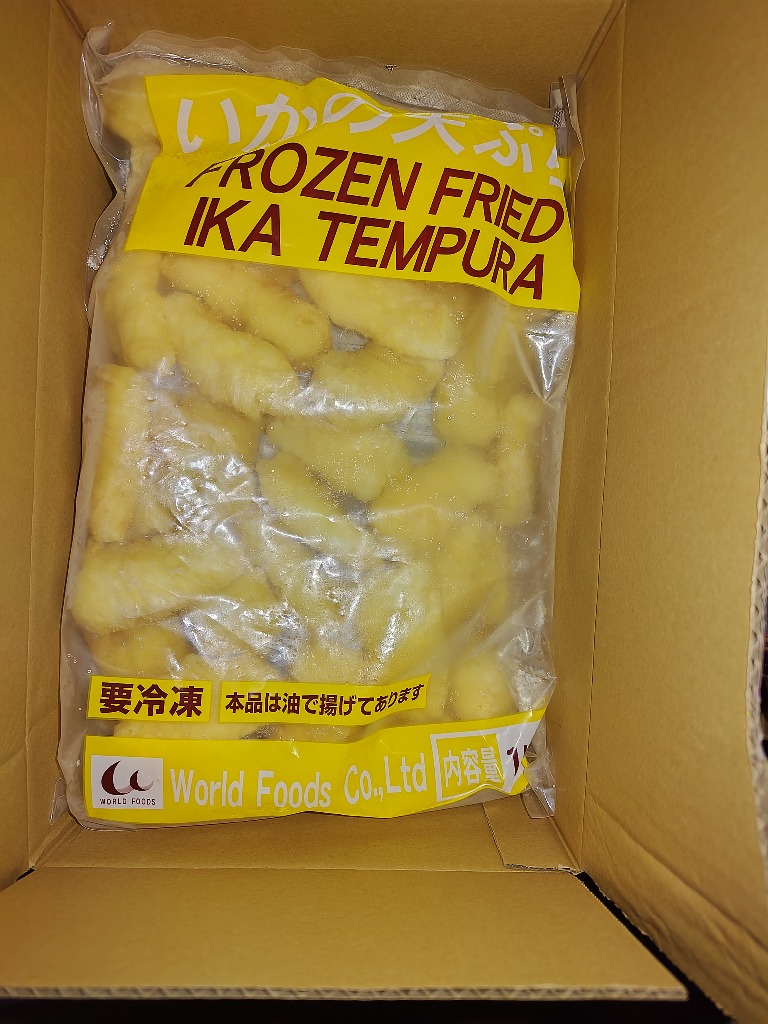 いかの天ぷら
FROZEN FRIED
IKA TEMPURA
要冷凍
本品は油で揚げてあります
WORLD FOODS
World Foods Co.,Ltd
内容量